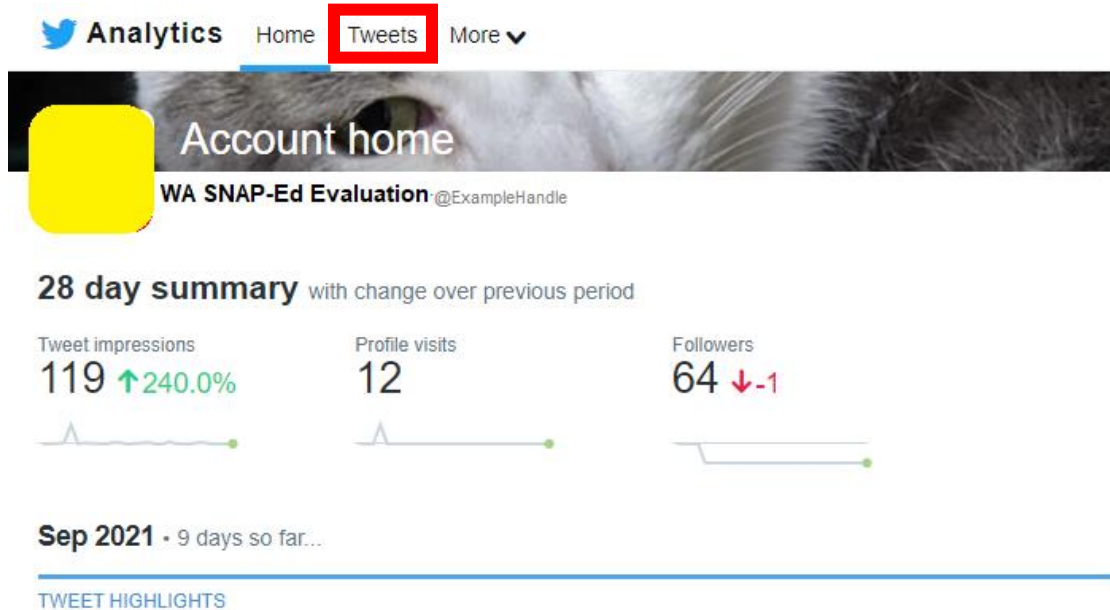 Analytics Home Tweets More
Account home
WA SNAP-Ed Evaluation @ExampleHandle
28 day summary with change over previous period
Tweet impressions Profile visits Followers
119 ↑240.0% 12 64 ↓-1
Sep 2021 • 9 days so far...
TWEET HIGHLIGHTS